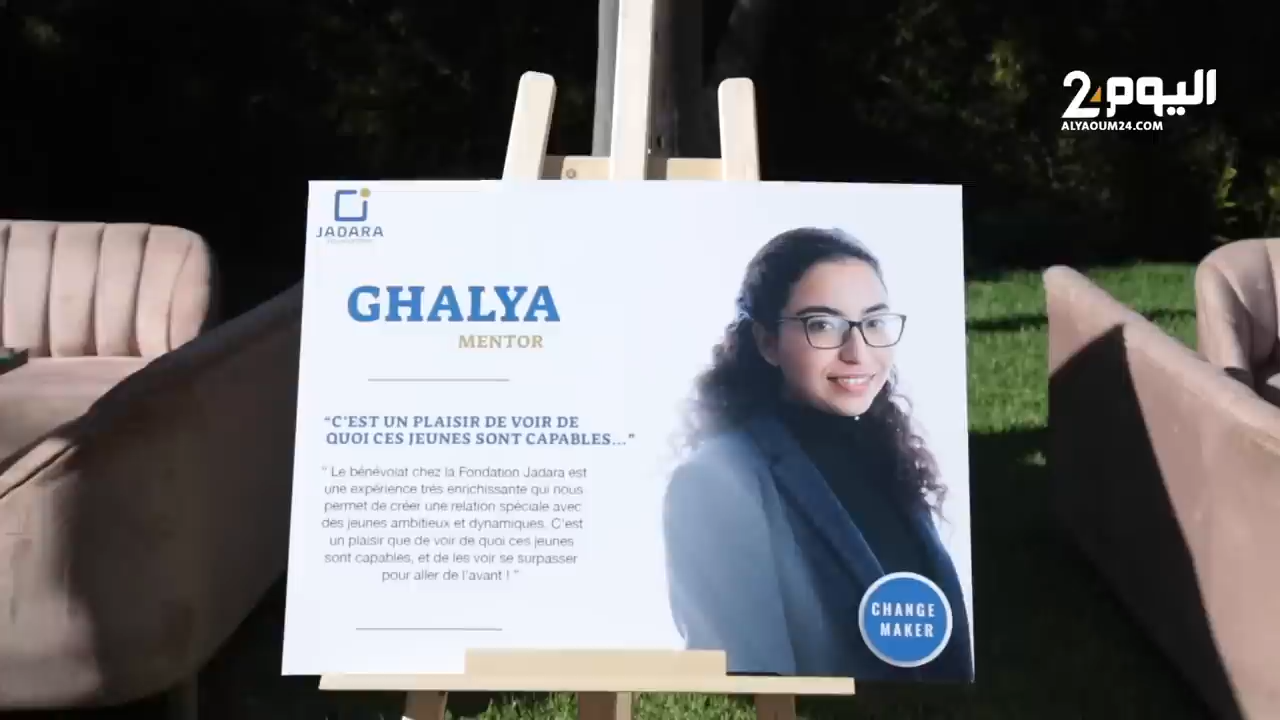 اليوم24
ALYAOUM24.COM
JADARA
GHALYA
MENTOR
“C'EST UN PLAISIR DE VOIR DE
QUOI CES JEUNES SONT CAPABLES...”
“ Le bénévolat chez la Fondation Jadara est
une expérience très enrichissante qui nous
permet de créer une relation spéciale avec
des jeunes ambitieux et dynamiques. C'est
un plaisir que de voir de quoi ces jeunes
sont capables, et de les voir se surpasser
pour aller de l'avant ! ”
CHANGE
MAKER